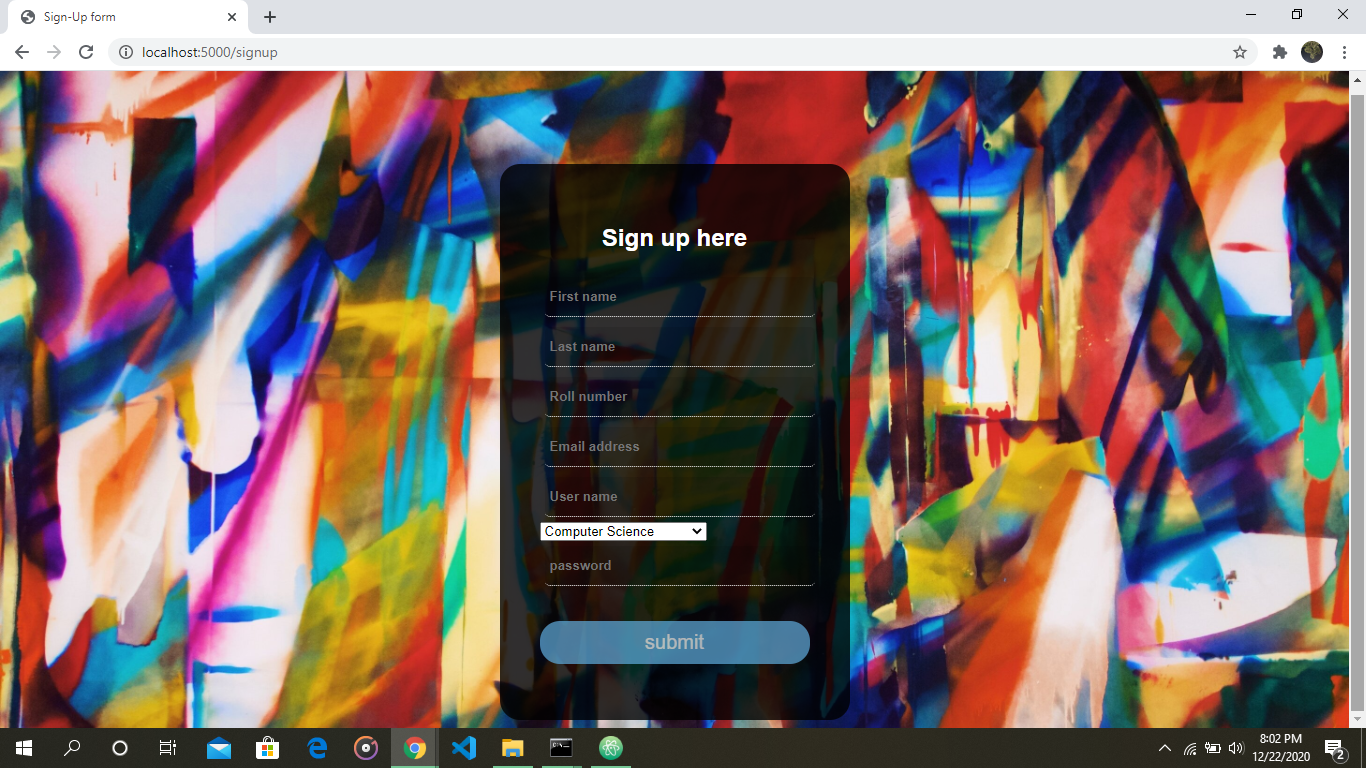 Sign-Up form
localhost:5000/signup
Sign up here
First name
Last name
Roll number
Email address
User name
Computer Science
password
submit
8:02 PM
12/22/2020
2